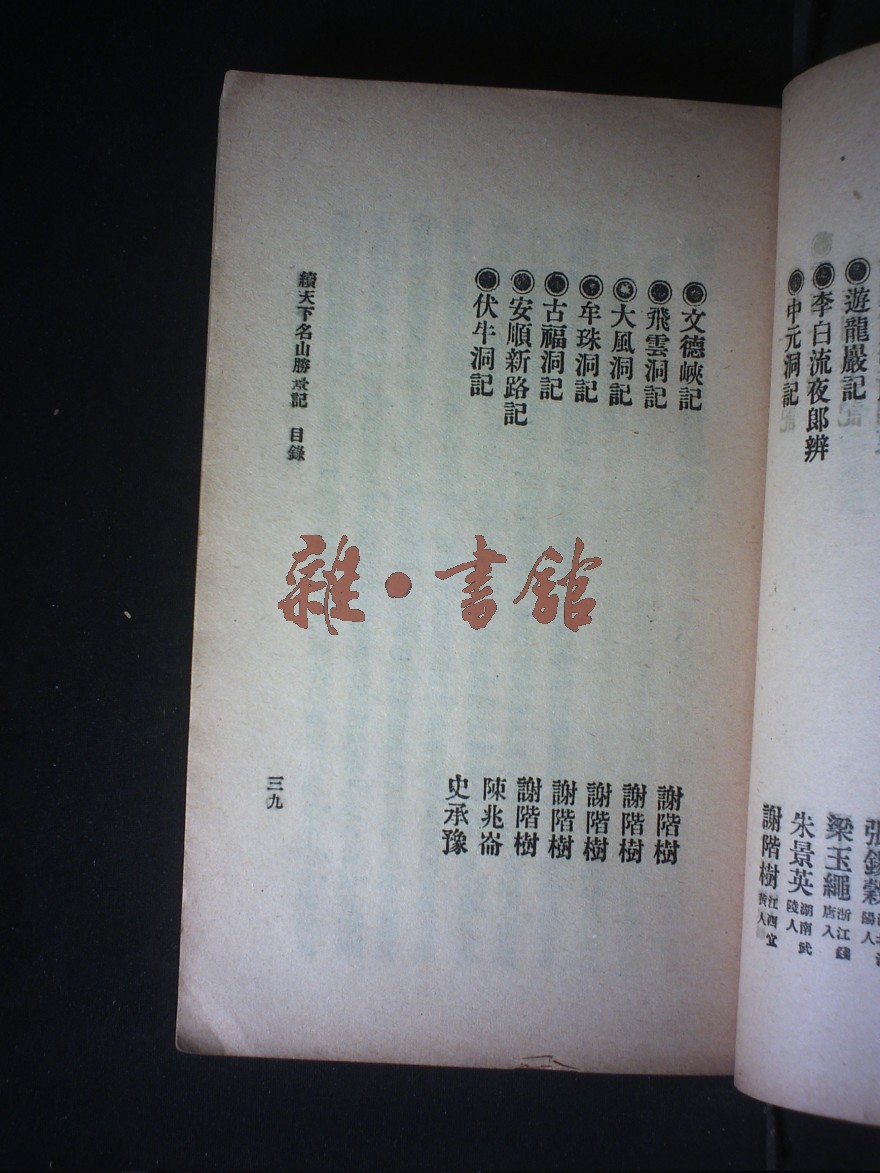 遊龍巖記
梁玉繩 浙江錢唐人
李白流夜郎辨
朱景英 湖南武陵人
中元洞記
謝階樹 江西宜黃人
文德峽記
謝階樹
飛雲洞記
謝階樹
大風洞記
謝階樹
牟珠洞記
謝階樹
古福洞記
謝階樹
安順新路記
陳兆崙
伏牛洞記
史承豫
續天下名山勝景記 目錄
三九
雜·書館